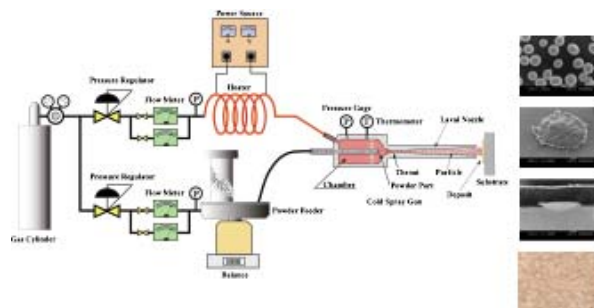 Power Source
Pressure Regulator
Flow Meter
P
Heater
Pressure Gage
Thermometer
P
T
Laval Nozzle
Throat
Particle
Substrate
Chamber
Powder Port
Deposit
Cold Spray Gun
Pressure Regulator
Flow Meter
P
Powder Feeder
Gas Cylinder
Balance